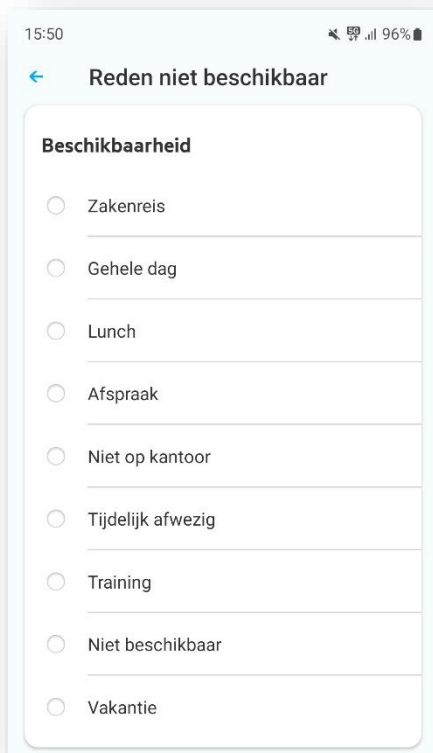 15:50
5G 96%
Reden niet beschikbaar
Beschikbaarheid
Zakenreis
Gehele dag
Lunch
Afspraak
Niet op kantoor
Tijdelijk afwezig
Training
Niet beschikbaar
Vakantie